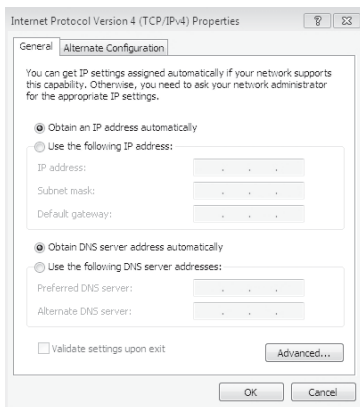 Internet Protocol Version 4 (TCP/IPv4) Properties
General
Alternate Configuration
You can get IP settings assigned automatically if your network supports
this capability. Otherwise, you need to ask your network administrator
for the appropriate IP settings.
Obtain an IP address automatically
Use the following IP address:
IP address:
Subnet mask:
Default gateway:
Obtain DNS server address automatically
Use the following DNS server addresses:
Preferred DNS server:
Alternate DNS server:
Validate settings upon exit
Advanced...
OK
Cancel